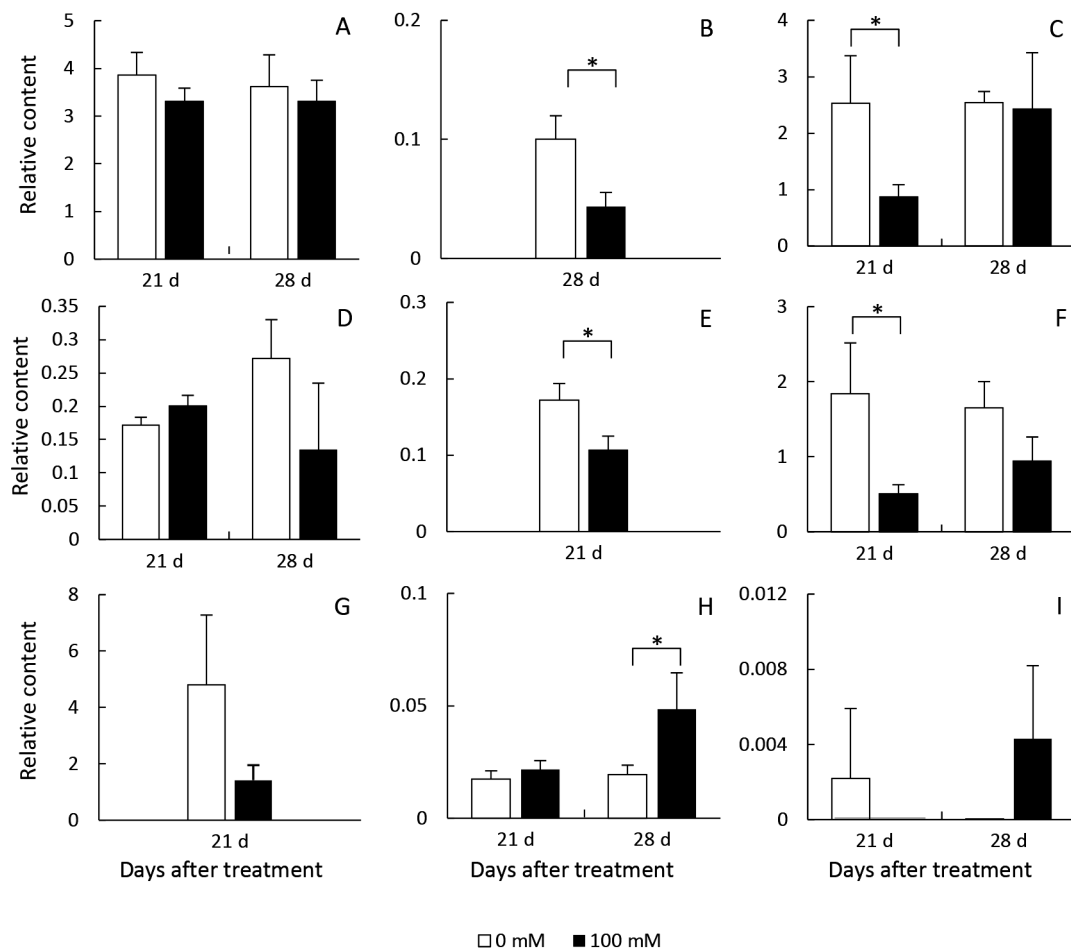 A
Relative content
5
4
3
2
1
0
21 d
28 d
B
0.2
0.1
0
*
28 d
C
5
4
3
2
1
0
*
21 d
28 d
D
Relative content
0.35
0.3
0.25
0.2
0.15
0.1
0.05
0
21 d
28 d
E
0.3
0.2
0.1
0
*
21 d
F
3
2
1
0
*
21 d
28 d
G
Relative content
8
6
4
2
0
21 d
Days after treatment
H
0.1
0.05
0
*
21 d
28 d
Days after treatment
I
0.012
0.008
0.004
0
21 d
28 d
Days after treatment
0 mM 100 mM